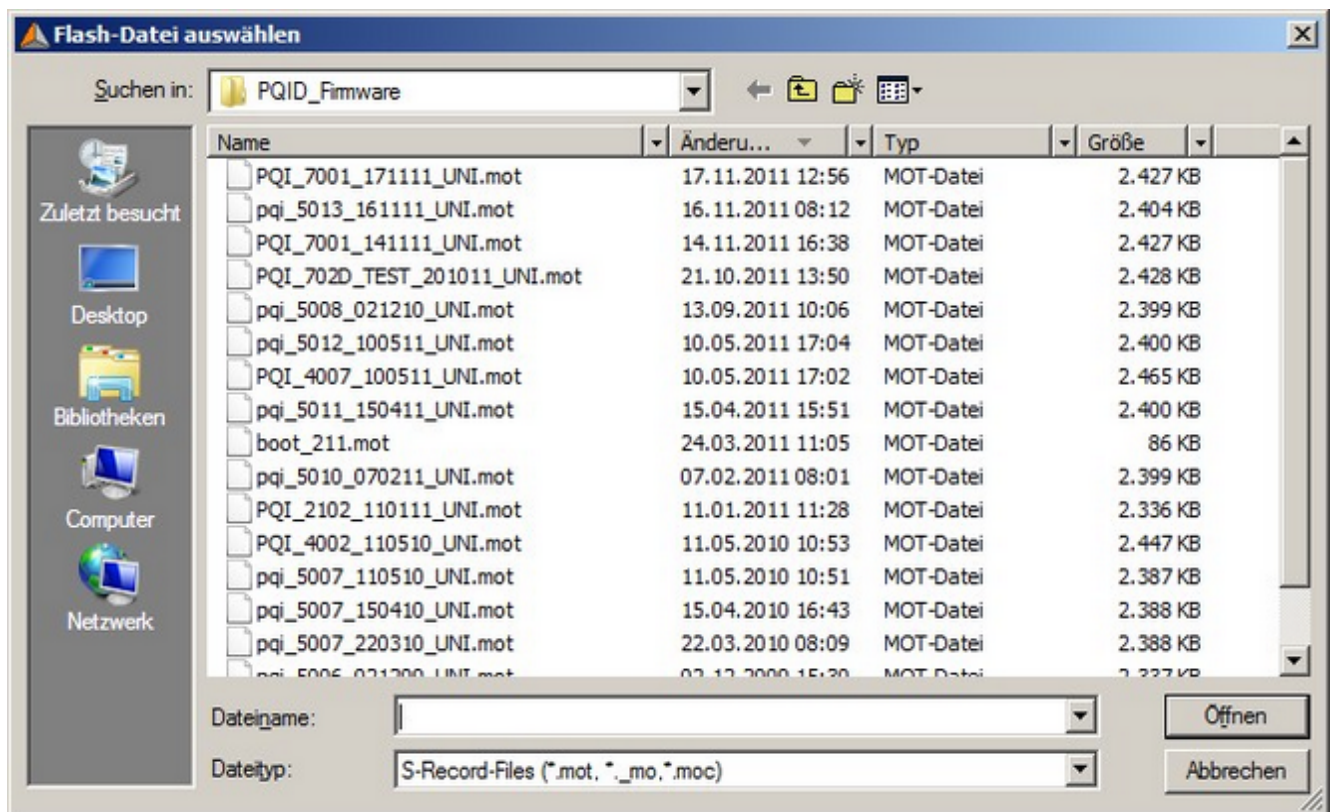 Flash-Datei auswählen
Suchen in: PQID_Firmware
Name Änderu... Typ Größe
PQI_7001_171111_UNI.mot 17.11.2011 12:56 MOT-Datei 2.427 KB
pqi_5013_161111_UNI.mot 16.11.2011 08:12 MOT-Datei 2.404 KB
PQI_7001_141111_UNI.mot 14.11.2011 16:38 MOT-Datei 2.427 KB
PQI_702D_TEST_201011_UNI.mot 21.10.2011 13:50 MOT-Datei 2.428 KB
pqi_5008_021210_UNI.mot 13.09.2011 10:06 MOT-Datei 2.399 KB
pqi_5012_100511_UNI.mot 10.05.2011 17:04 MOT-Datei 2.400 KB
PQI_4007_100511_UNI.mot 10.05.2011 17:02 MOT-Datei 2.465 KB
pqi_5011_150411_UNI.mot 15.04.2011 15:51 MOT-Datei 2.400 KB
boot_211.mot 24.03.2011 11:05 MOT-Datei 86 KB
pqi_5010_070211_UNI.mot 07.02.2011 08:01 MOT-Datei 2.399 KB
PQI_2102_110111_UNI.mot 11.01.2011 11:28 MOT-Datei 2.336 KB
PQI_4002_110510_UNI.mot 11.05.2010 10:53 MOT-Datei 2.447 KB
pqi_5007_110510_UNI.mot 11.05.2010 10:51 MOT-Datei 2.387 KB
pqi_5007_150410_UNI.mot 15.04.2010 16:43 MOT-Datei 2.388 KB
pqi_5007_220310_UNI.mot 22.03.2010 08:09 MOT-Datei 2.388 KB
Zuletzt besucht
Desktop
Bibliotheken
Computer
Netzwerk
Dateiname:
Öffnen
Dateityp: S-Record-Files (*.mot, *._mo,*.moc)
Abbrechen